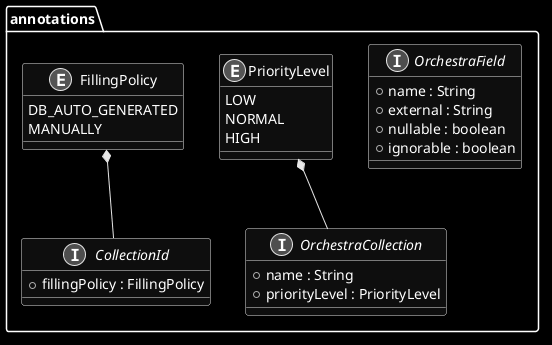 annotations
E FillingPolicy
DB_AUTO_GENERATED
MANUALLY
E PriorityLevel
LOW
NORMAL
HIGH
I OrchestraField
name : String
external : String
nullable : boolean
ignorable : boolean
I CollectionId
fillingPolicy : FillingPolicy
I OrchestraCollection
name : String
priorityLevel : PriorityLevel